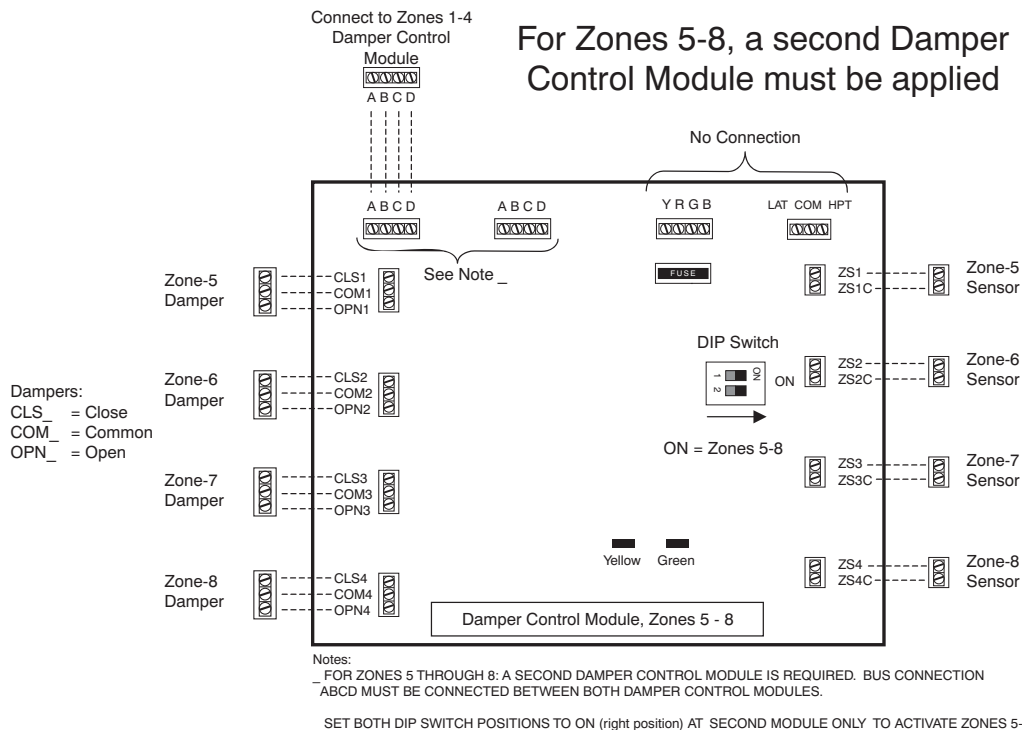 Connect to Zones 1-4
Damper Control
Module
A B C D
For Zones 5-8, a second Damper
Control Module must be applied
No Connection
A B C D
A B C D
Y R G B
LAT COM HPT
See Note _
FUSE
Zone-5
Damper
CLS1
COM1
OPN1
ZS1
ZS1C
Zone-5
Sensor
DIP Switch
1
2
ON
ON
ON = Zones 5-8
Zone-6
Damper
CLS2
COM2
OPN2
ZS2
ZS2C
Zone-6
Sensor
Dampers:
CLS_ = Close
COM_ = Common
OPN_ = Open
Zone-7
Damper
CLS3
COM3
OPN3
ZS3
ZS3C
Zone-7
Sensor
Yellow Green
Zone-8
Damper
CLS4
COM4
OPN4
ZS4
ZS4C
Zone-8
Sensor
Damper Control Module, Zones 5 - 8
Notes:
_ FOR ZONES 5 THROUGH 8: A SECOND DAMPER CONTROL MODULE IS REQUIRED. BUS CONNECTION
ABCD MUST BE CONNECTED BETWEEN BOTH DAMPER CONTROL MODULES.
SET BOTH DIP SWITCH POSITIONS TO ON (right position) AT SECOND MODULE ONLY TO ACTIVATE ZONES 5-